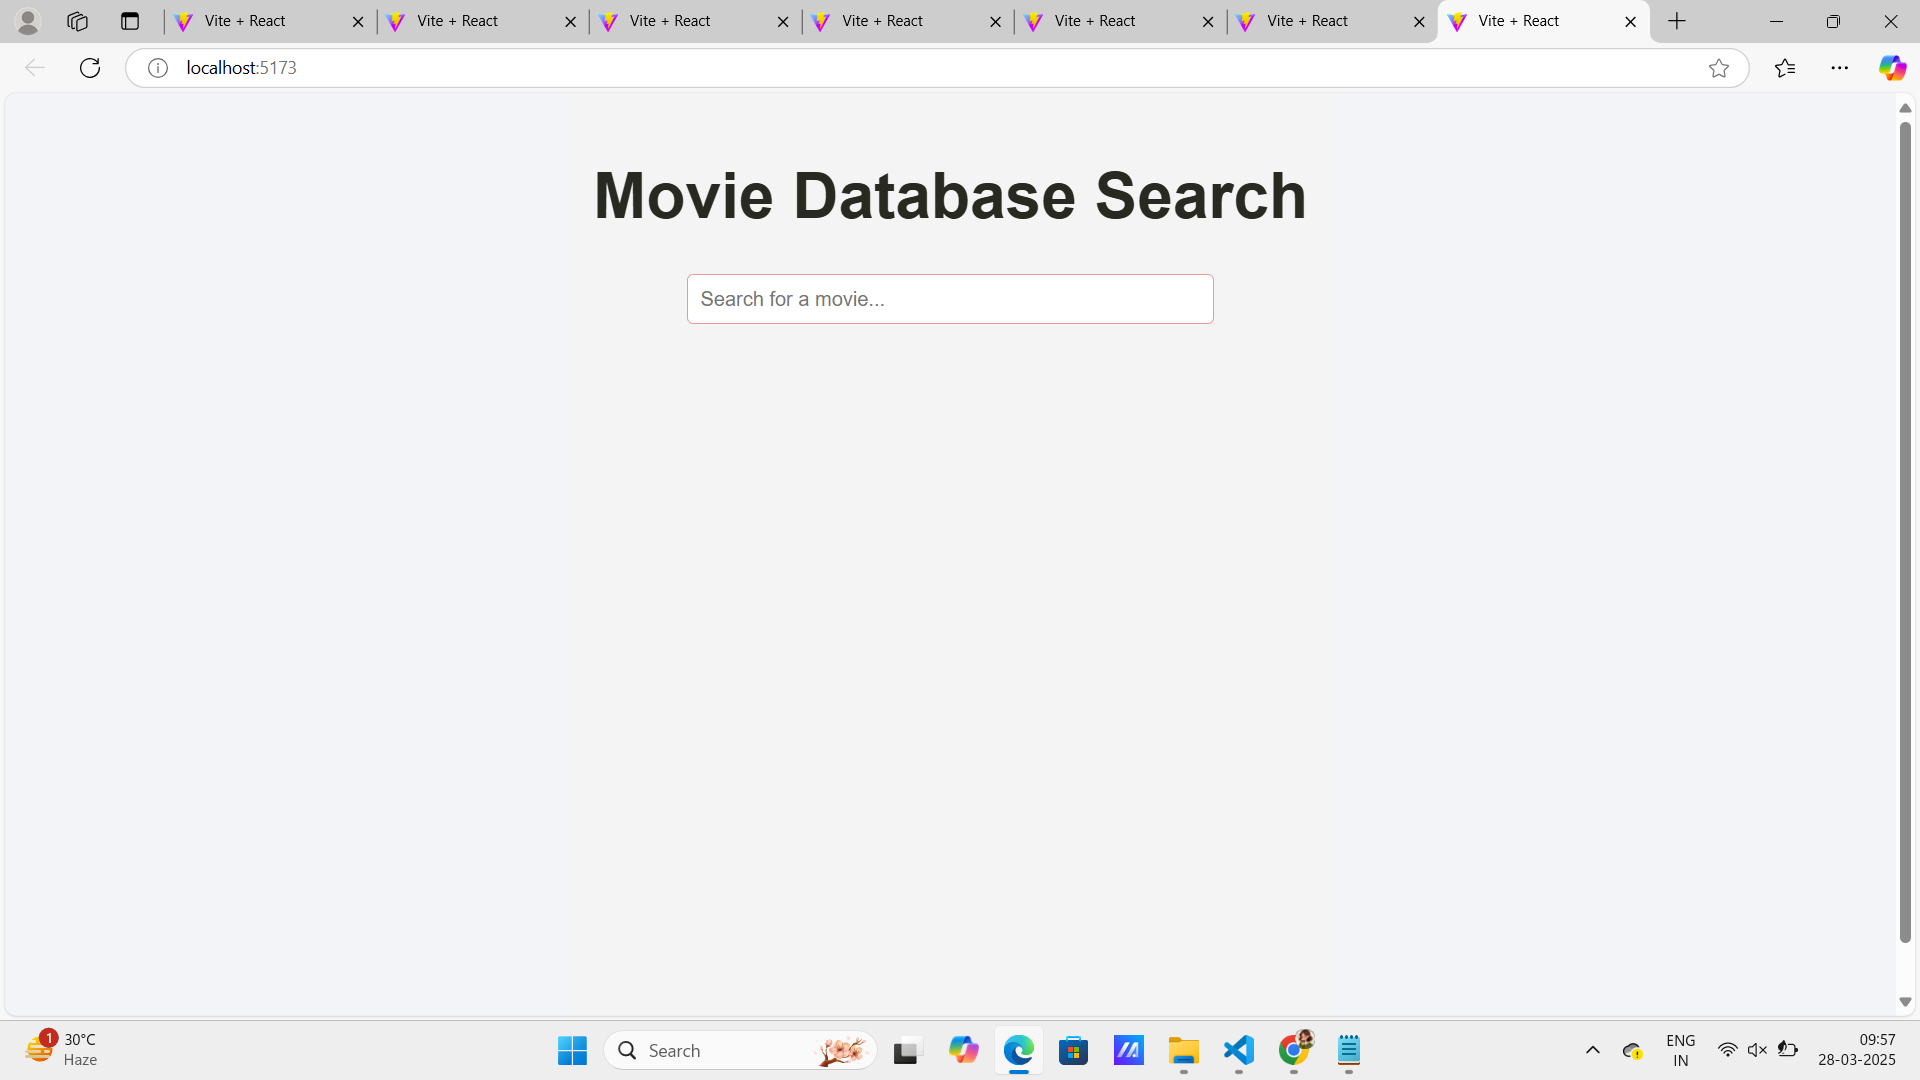 Vite + React
Vite + React
Vite + React
Vite + React
Vite + React
Vite + React
Vite + React
localhost:5173
Movie Database Search
Search for a movie...
1
30°C
Haze
Search
ENG
IN
09:57
28-03-2025